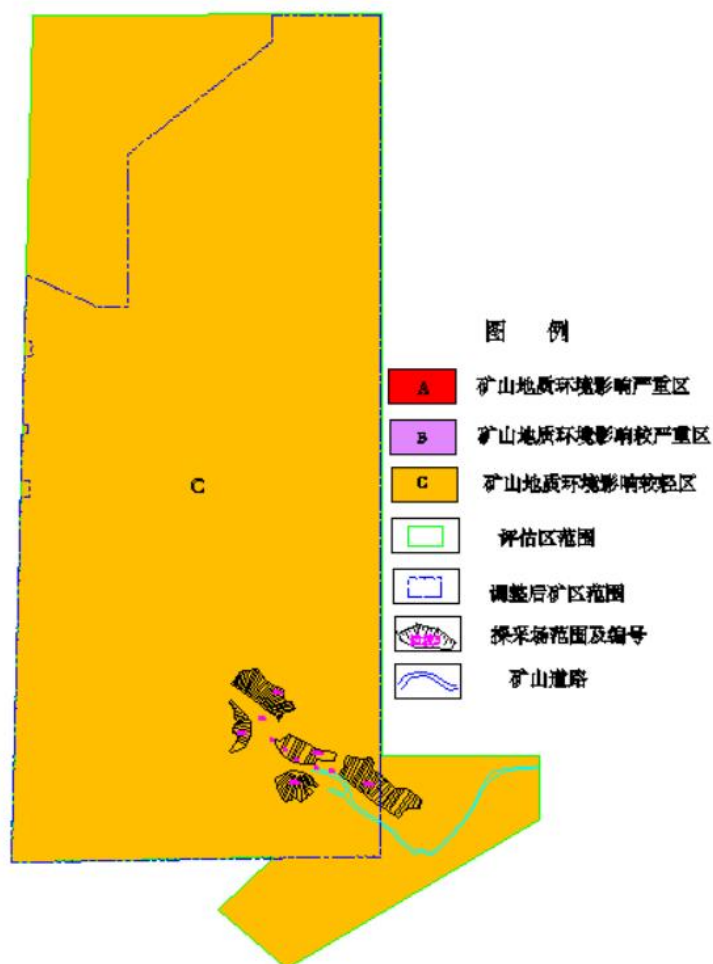 C
图 例
A 矿山地质环境影响严重区
B 矿山地质环境影响较严重区
C 矿山地质环境影响较轻区
评估区范围
调整后矿区范围
探采场范围及编号
矿山道路